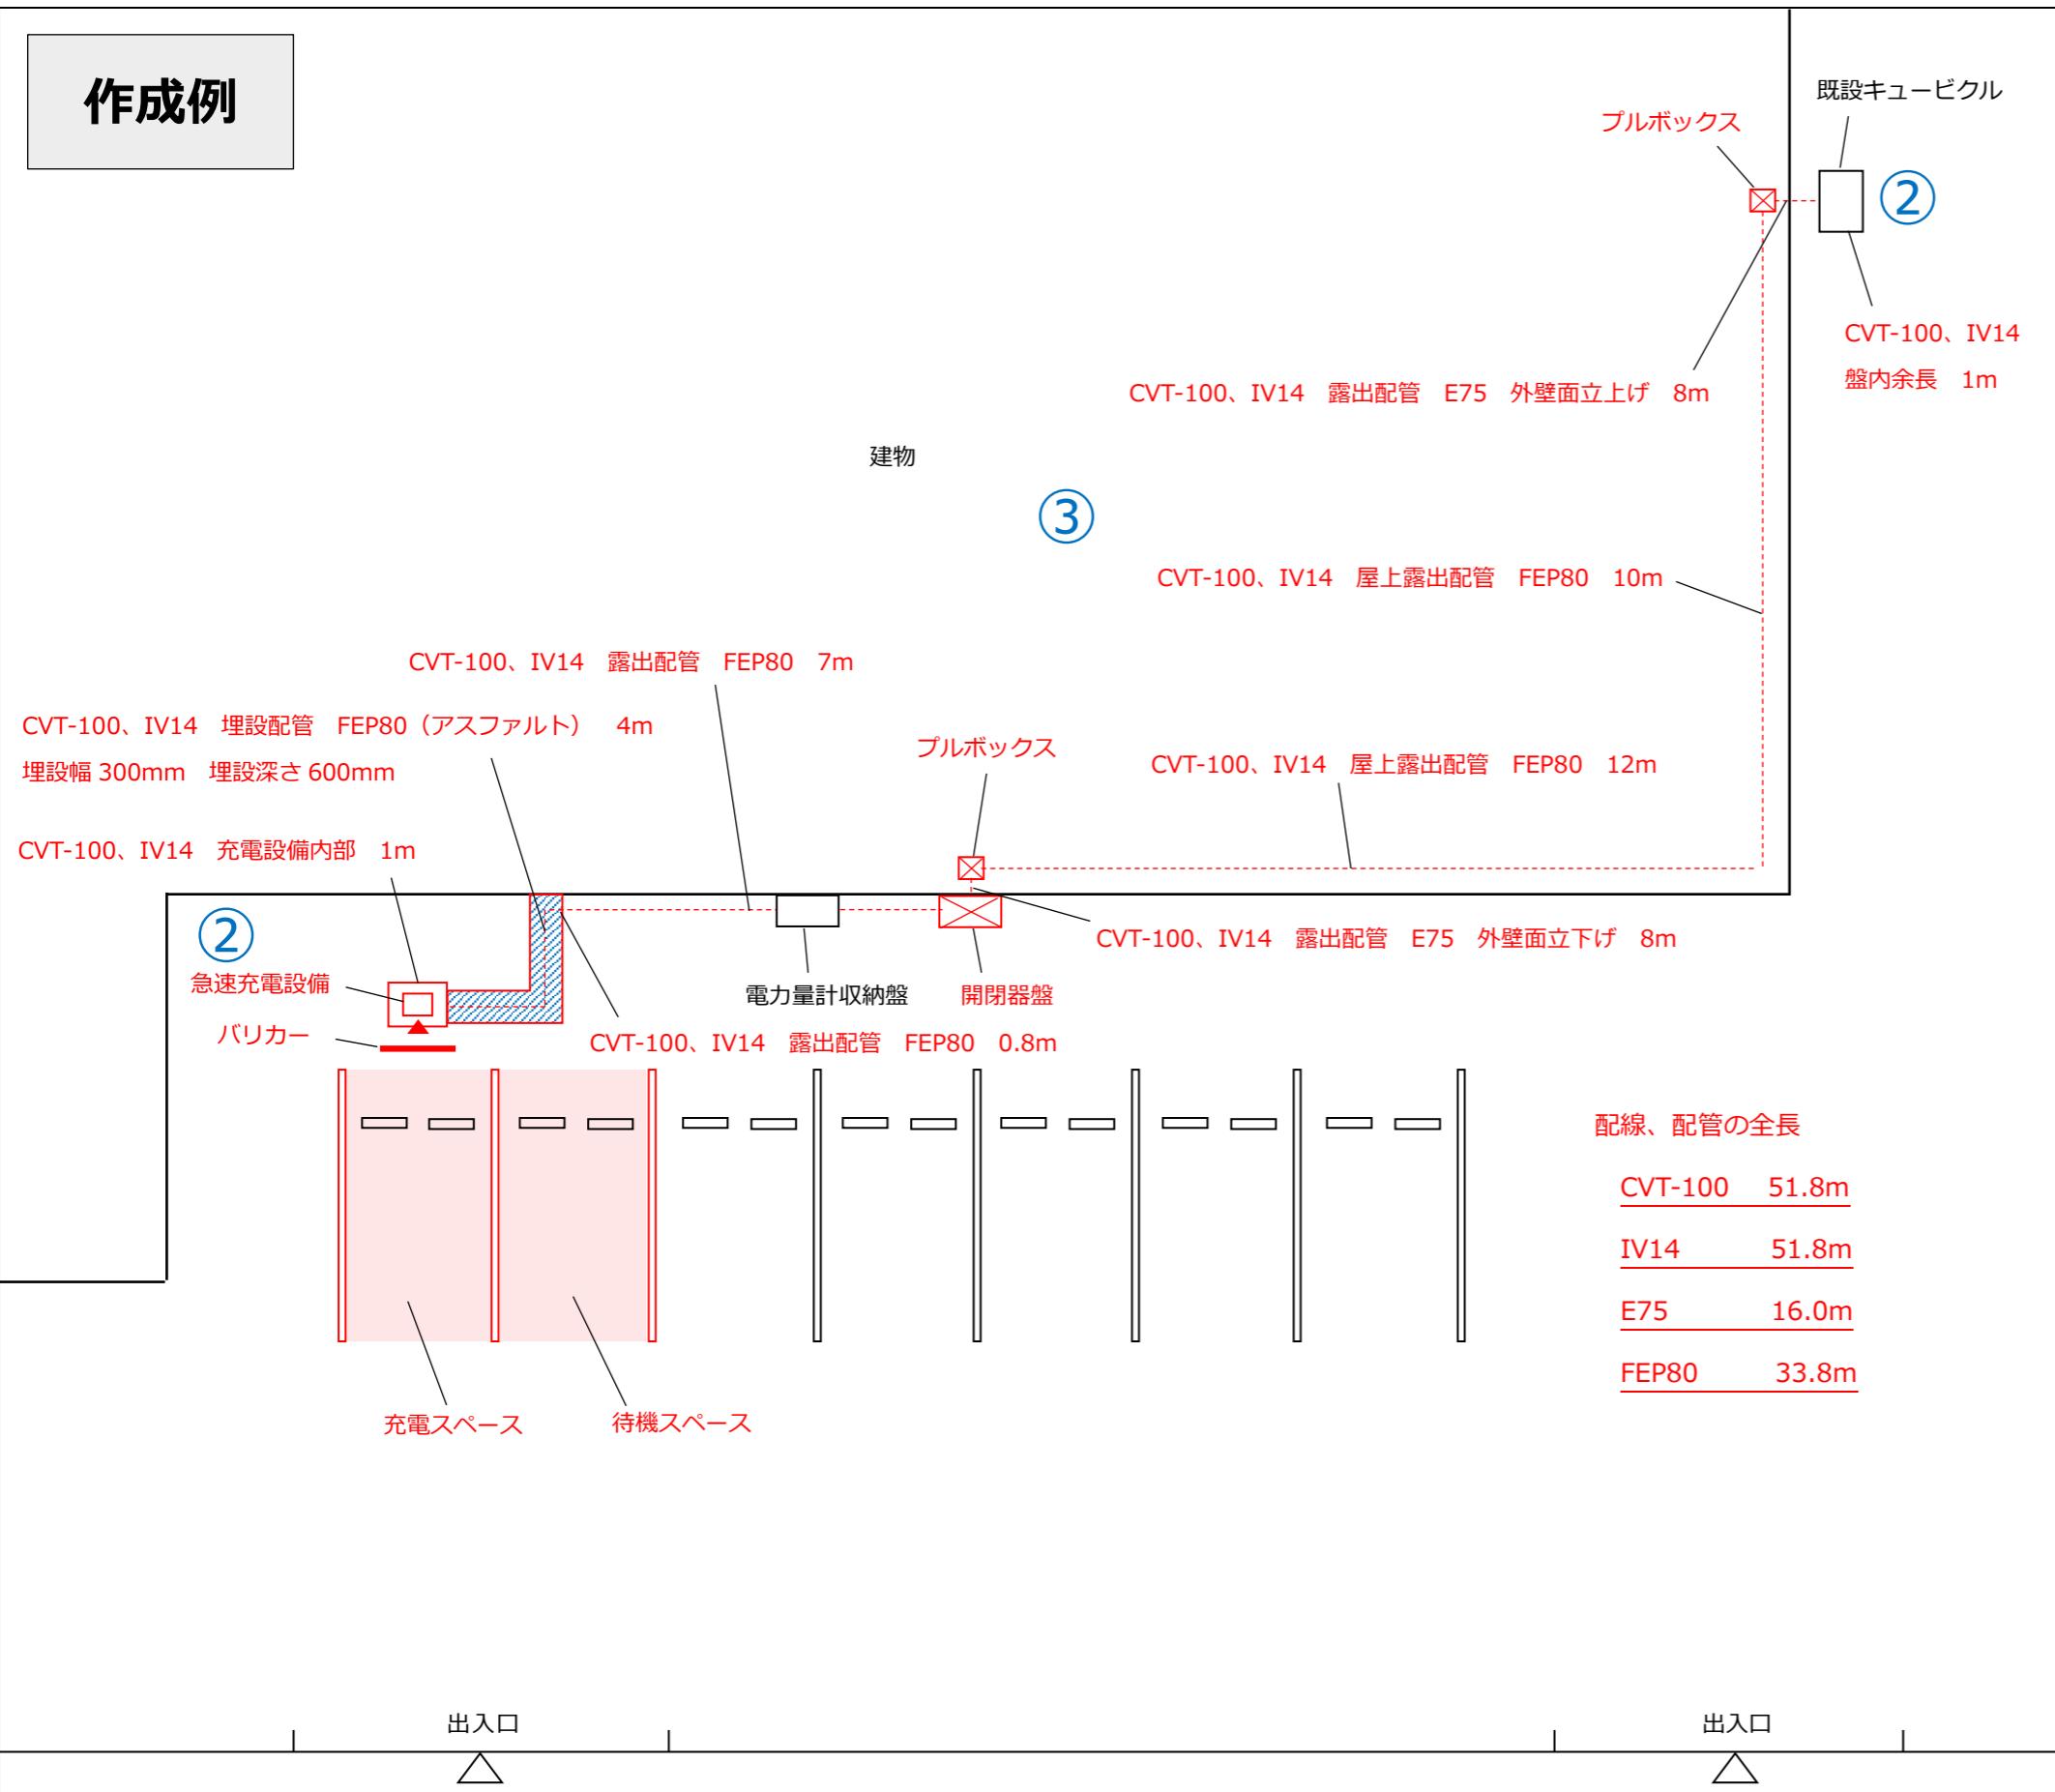 作成例
既設キュービクル
プルボックス
②
CVT-100、IV14
盤内余長 1m
CVT-100、IV14 露出配管 E75 外壁面立上げ 8m
建物
③
CVT-100、IV14 屋上露出配管 FEP80 10m
CVT-100、IV14 露出配管 FEP80 7m
CVT-100、IV14 埋設配管 FEP80（アスファルト） 4m
埋設幅 300mm 埋設深さ 600mm
プルボックス
CVT-100、IV14 屋上露出配管 FEP80 12m
CVT-100、IV14 充電設備内部 1m
②
CVT-100、IV14 露出配管 E75 外壁面立下げ 8m
急速充電設備
電力量計収納盤
開閉器盤
バリカー
CVT-100、IV14 露出配管 FEP80 0.8m
配線、配管の全長
CVT-100 51.8m
IV14 51.8m
E75 16.0m
FEP80 33.8m
充電スペース
待機スペース
出入口
出入口